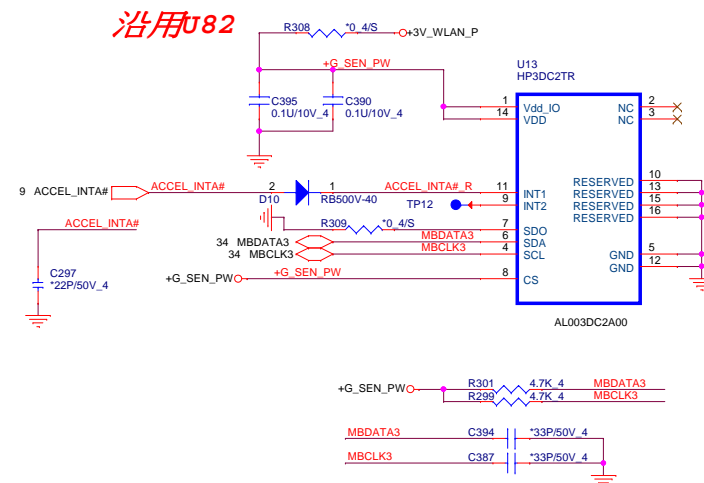 沿用U82
R308
*0_4/S
+3V_WLAN_P
+G_SEN_PW
U13
HP3DC2TR
C395
0.1U/10V_4
C390
0.1U/10V_4
1
Vdd_IO
14
VDD
NC
2
NC
3
9 ACCEL_INTA#
ACCEL_INTA#
2
D10
1
RB500V-40
ACCEL_INTA#_R
11
INT1
TP12
9
INT2
RESERVED
10
RESERVED
13
RESERVED
15
RESERVED
16
R309
*0_4/S
7
SDO
34 MBDATA3
MBDATA3
6
SDA
34 MBCLK3
MBCLK3
4
SCL
GND
5
GND
12
+G_SEN_PW
+G_SEN_PW
8
CS
AL003DC2A00
ACCEL_INTA#
C297
*22P/50V_4
+G_SEN_PW
R301
4.7K_4
MBDATA3
R299
4.7K_4
MBCLK3
MBDATA3
C394
*33P/50V_4
MBCLK3
C387
*33P/50V_4